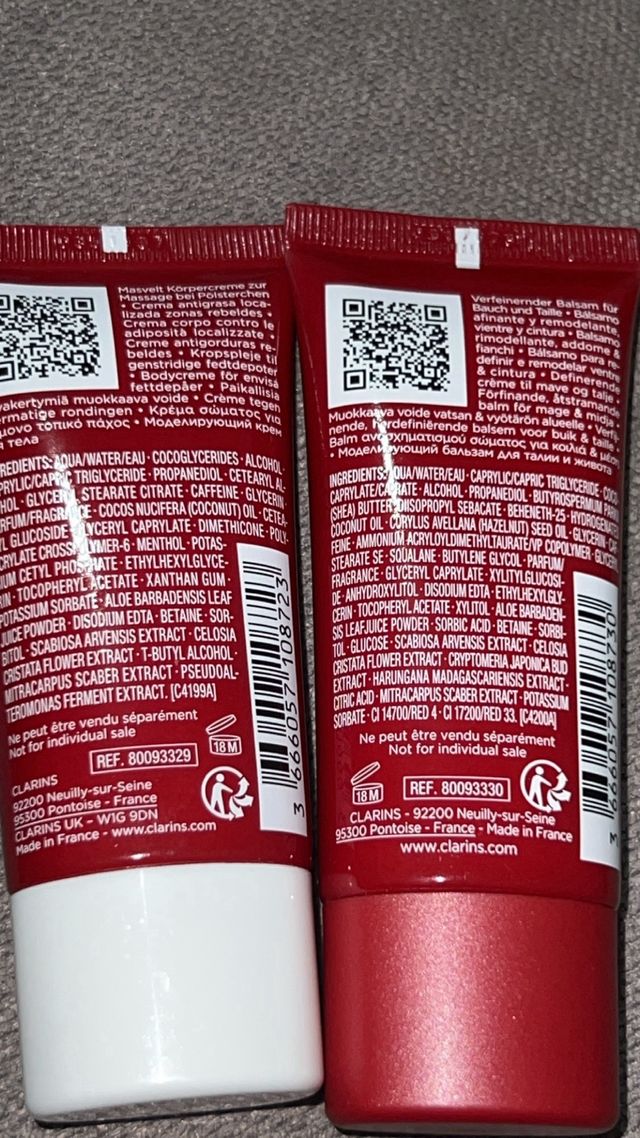 Masvelt Körpercreme zur
Massage bei Polsterchen
• Crema antigrasa loca-
lizada zonas rebeldes •
Crema corpo contro le
adiposità localizzate •
Creme antigorduras re-
beldes • Kropspleje til
genstridige fedtdepoter
• Bodycreme för envisa
fettdepåer • Paikallisia
rasvakertymiä muokkaava voide • Crème tegen
rondingen • Κρέμα σώματος για
τοπικό πάχος • Моделирующий крем
тела
INGREDIENTS: AQUA/WATER/EAU · COCOGLYCERIDES · ALCOHOL ·
CAPRYLIC/CAPRIC TRIGLYCERIDE · PROPANEDIOL · CETEARYL AL-
COHOL · GLYCERYL STEARATE CITRATE · CAFFEINE · GLYCERIN ·
PARFUM/FRAGRANCE · COCOS NUCIFERA (COCONUT) OIL · CETEA-
RYL GLUCOSIDE · GLYCERYL CAPRYLATE · DIMETHICONE · POLY-
ACRYLATE CROSSPOLYMER-6 · MENTHOL · POTAS-
SIUM CETYL PHOSPHATE · ETHYLHEXYLGLYCE-
RIN · TOCOPHERYL ACETATE · XANTHAN GUM ·
POTASSIUM SORBATE · ALOE BARBADENSIS LEAF
JUICE POWDER · DISODIUM EDTA · BETAINE · SOR-
BITOL · SCABIOSA ARVENSIS EXTRACT · CELOSIA
CRISTATA FLOWER EXTRACT · T-BUTYL ALCOHOL ·
MITRACARPUS SCABER EXTRACT · PSEUDOAL-
TEROMONAS FERMENT EXTRACT. [C4199A]
Ne peut être vendu séparément
Not for individual sale
18 M
REF. 80093329
CLARINS
92200 Neuilly-sur-Seine
95300 Pontoise - France
CLARINS UK - W1G 9DN
Made in France - www.clarins.com
3 666057 108723
Verfeinernder Balsam für
Bauch und Taille • Bálsamo
afinante y remodelante,
vientre y cintura • Balsamo
rimodellante, addome &
fianchi • Bálsamo para re-
definir e remodelar ventre
& cintura • Definerende
crème til mave og talje •
Förfinande, åtstramande
balm för mage & midja •
Muokkaava voide vatsan & vyötärön alueelle • Verfij-
nende, herdefiniërende balsem voor buik & taille •
Balm ανασχηματισμού σώματος για κοιλιά & μέση
• Моделирующий бальзам для талии и живота
INGREDIENTS: AQUA/WATER/EAU · CAPRYLIC/CAPRIC TRIGLYCERIDE · COCO-
CAPRYLATE/CAPRATE · ALCOHOL · PROPANEDIOL · BUTYROSPERMUM PARKII
(SHEA) BUTTER · DIISOPROPYL SEBACATE · BEHENETH-25 · HYDROGENATED
COCONUT OIL · CORYLUS AVELLANA (HAZELNUT) SEED OIL · GLYCERIN · CAF-
FEINE · AMMONIUM ACRYLOYLDIMETHYLTAURATE/VP COPOLYMER · GLYCERYL
STEARATE SE · SQUALANE · BUTYLENE GLYCOL · PARFUM/
FRAGRANCE · GLYCERYL CAPRYLATE · XYLITYLGLUCOSI-
DE · ANHYDROXYLITOL · DISODIUM EDTA · ETHYLHEXYLGLY-
CERIN · TOCOPHERYL ACETATE · XYLITOL · ALOE BARBADEN-
SIS LEAFJUICE POWDER · SORBIC ACID · BETAINE · SORBI-
TOL · GLUCOSE · SCABIOSA ARVENSIS EXTRACT · CELOSIA
CRISTATA FLOWER EXTRACT · CRYPTOMERIA JAPONICA BUD
EXTRACT · HARUNGANA MADAGASCARIENSIS EXTRACT ·
CITRIC ACID · MITRACARPUS SCABER EXTRACT · POTASSIUM
SORBATE · CI 14700/RED 4 · CI 17200/RED 33. [C4200A]
Ne peut être vendu séparément
Not for individual sale
18 M
REF. 80093330
CLARINS - 92200 Neuilly-sur-Seine
95300 Pontoise - France - Made in France
www.clarins.com
3 666057 108730